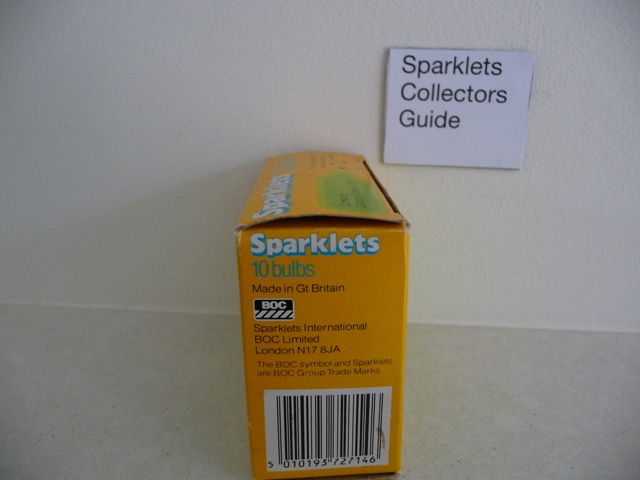 Sparklets
Collectors
Guide
Sparklets
Sparklets
10 bulbs
Made in Gt Britain
BOC
Sparklets International
BOC Limited
London N17 8JA
The BOC symbol and Sparklets
are BOC Group Trade Marks
5 010193 727146